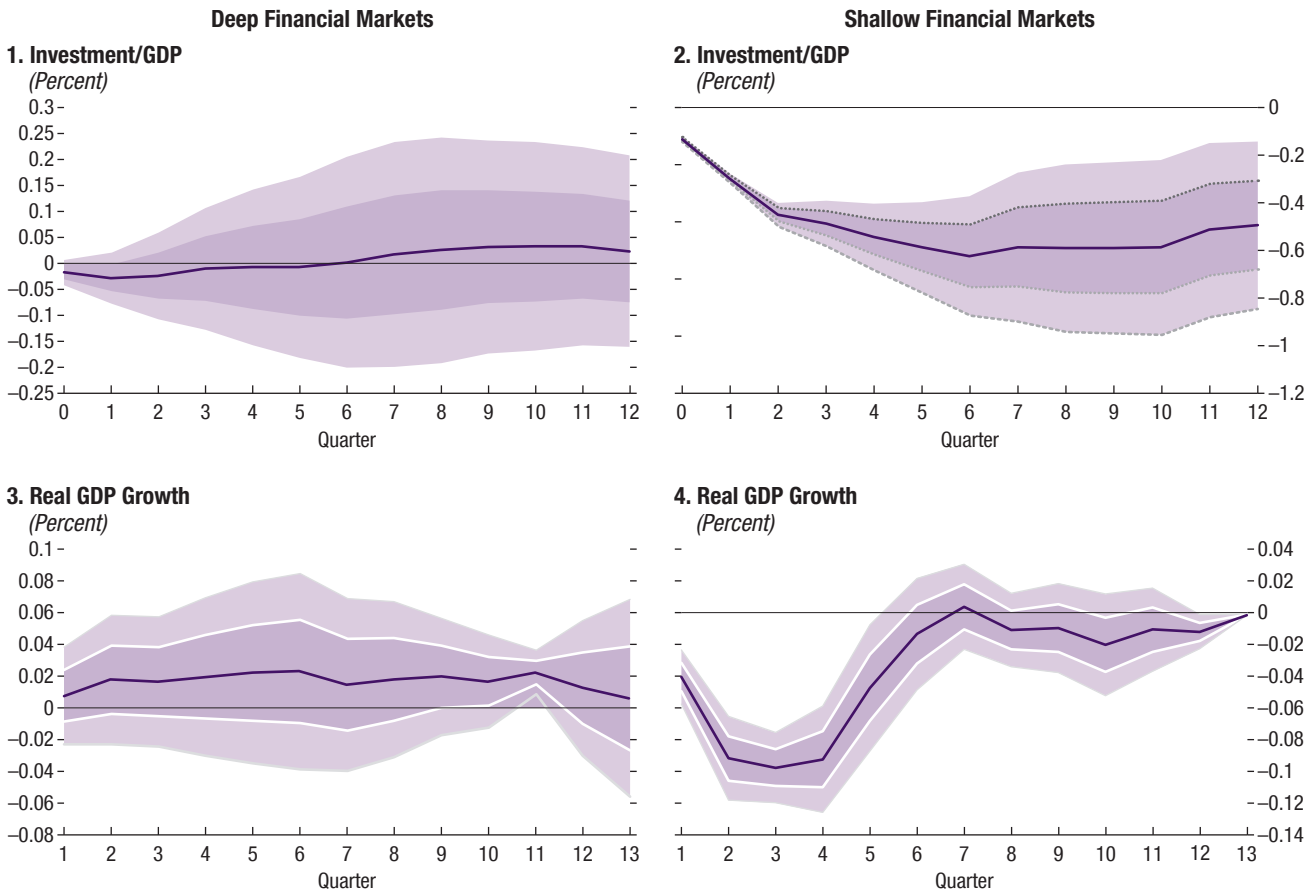 Deep Financial Markets
Shallow Financial Markets
1. Investment/GDP
(Percent)
0.3
0.25
0.2
0.15
0.1
0.05
0
–0.05
–0.1
–0.15
–0.2
–0.25
0 1 2 3 4 5 6 7 8 9 10 11 12
Quarter
2. Investment/GDP
(Percent)
0
–0.2
–0.4
–0.6
–0.8
–1
–1.2
0 1 2 3 4 5 6 7 8 9 10 11 12
Quarter
3. Real GDP Growth
(Percent)
0.1
0.08
0.06
0.04
0.02
0
–0.02
–0.04
–0.06
–0.08
1 2 3 4 5 6 7 8 9 10 11 12 13
Quarter
4. Real GDP Growth
(Percent)
0.04
0.02
0
–0.02
–0.04
–0.06
–0.08
–0.1
–0.12
–0.14
1 2 3 4 5 6 7 8 9 10 11 12 13
Quarter